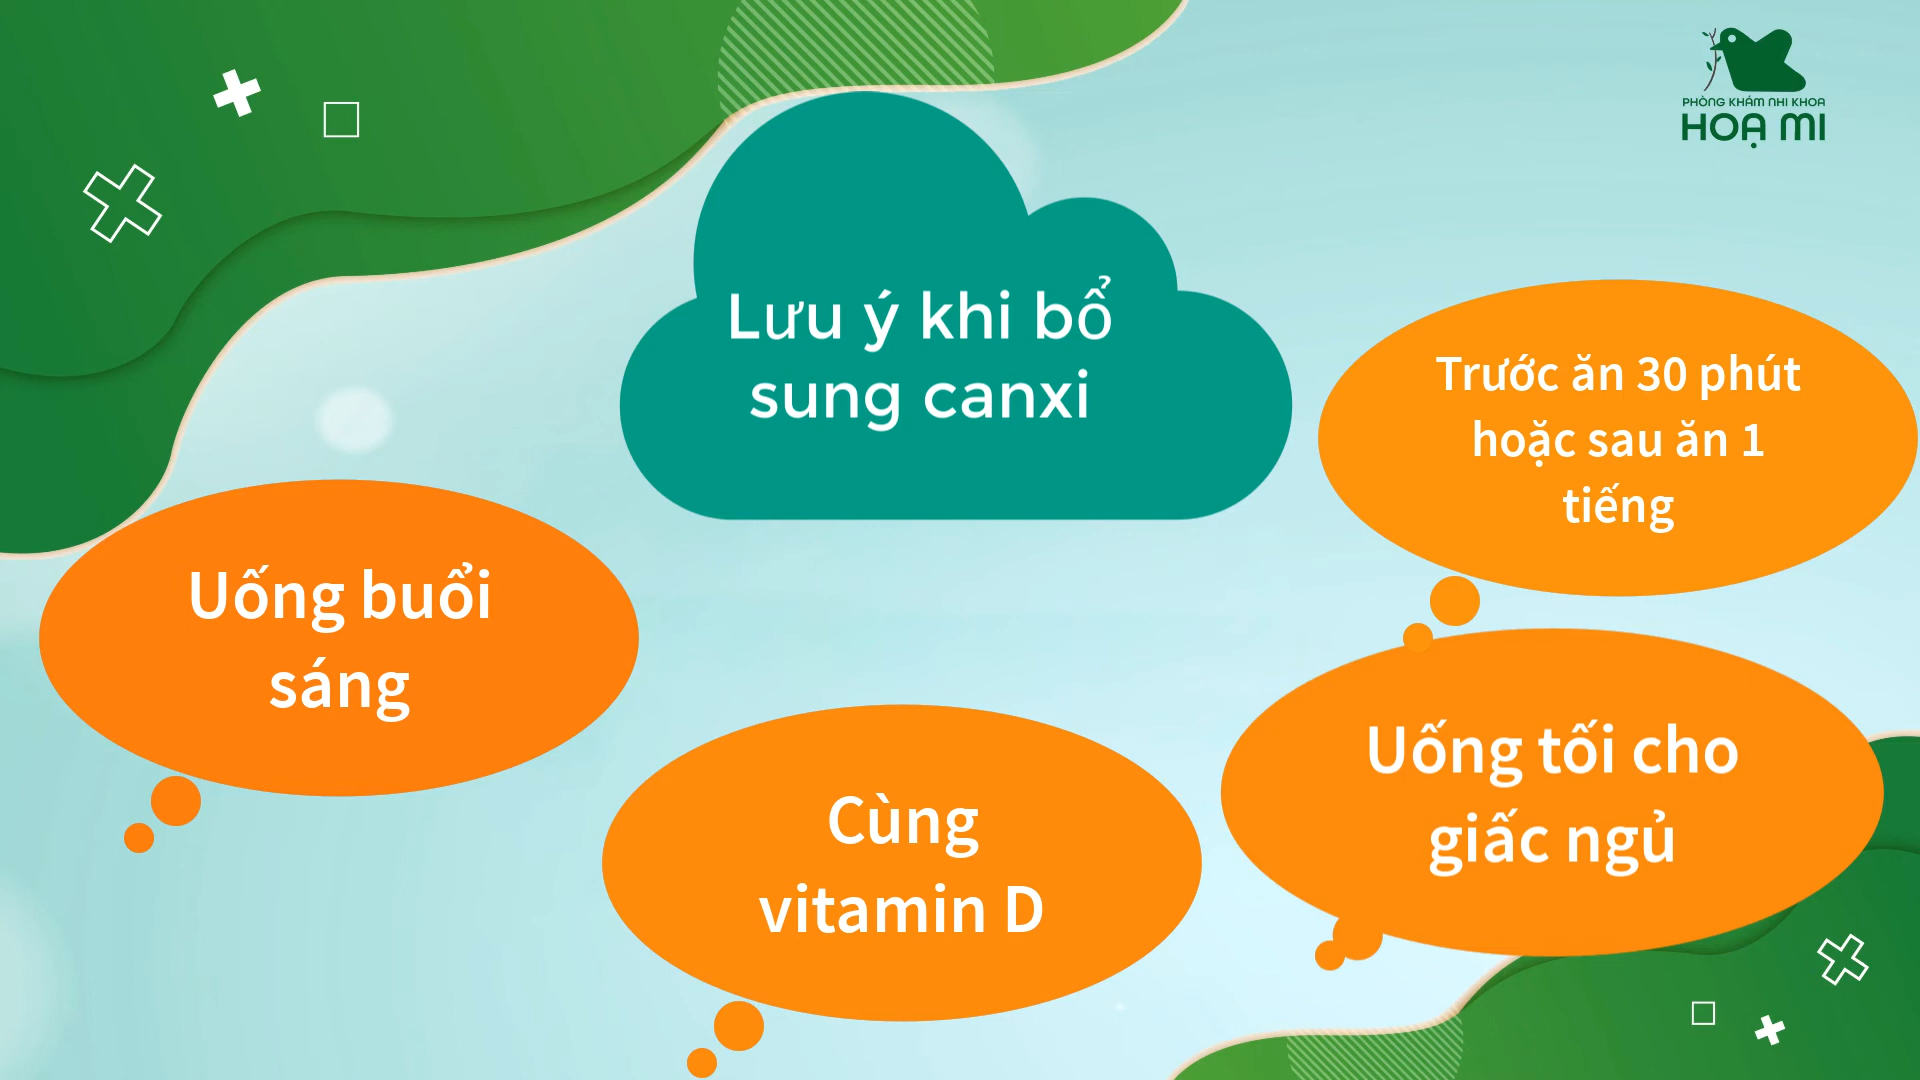 PHÒNG KHÁM NHI KHOA
HOẠ MI
Lưu ý khi bổ
sung canxi
Trước ăn 30 phút
hoặc sau ăn 1
tiếng
Uống buổi
sáng
Cùng
vitamin D
Uống tối cho
giấc ngủ